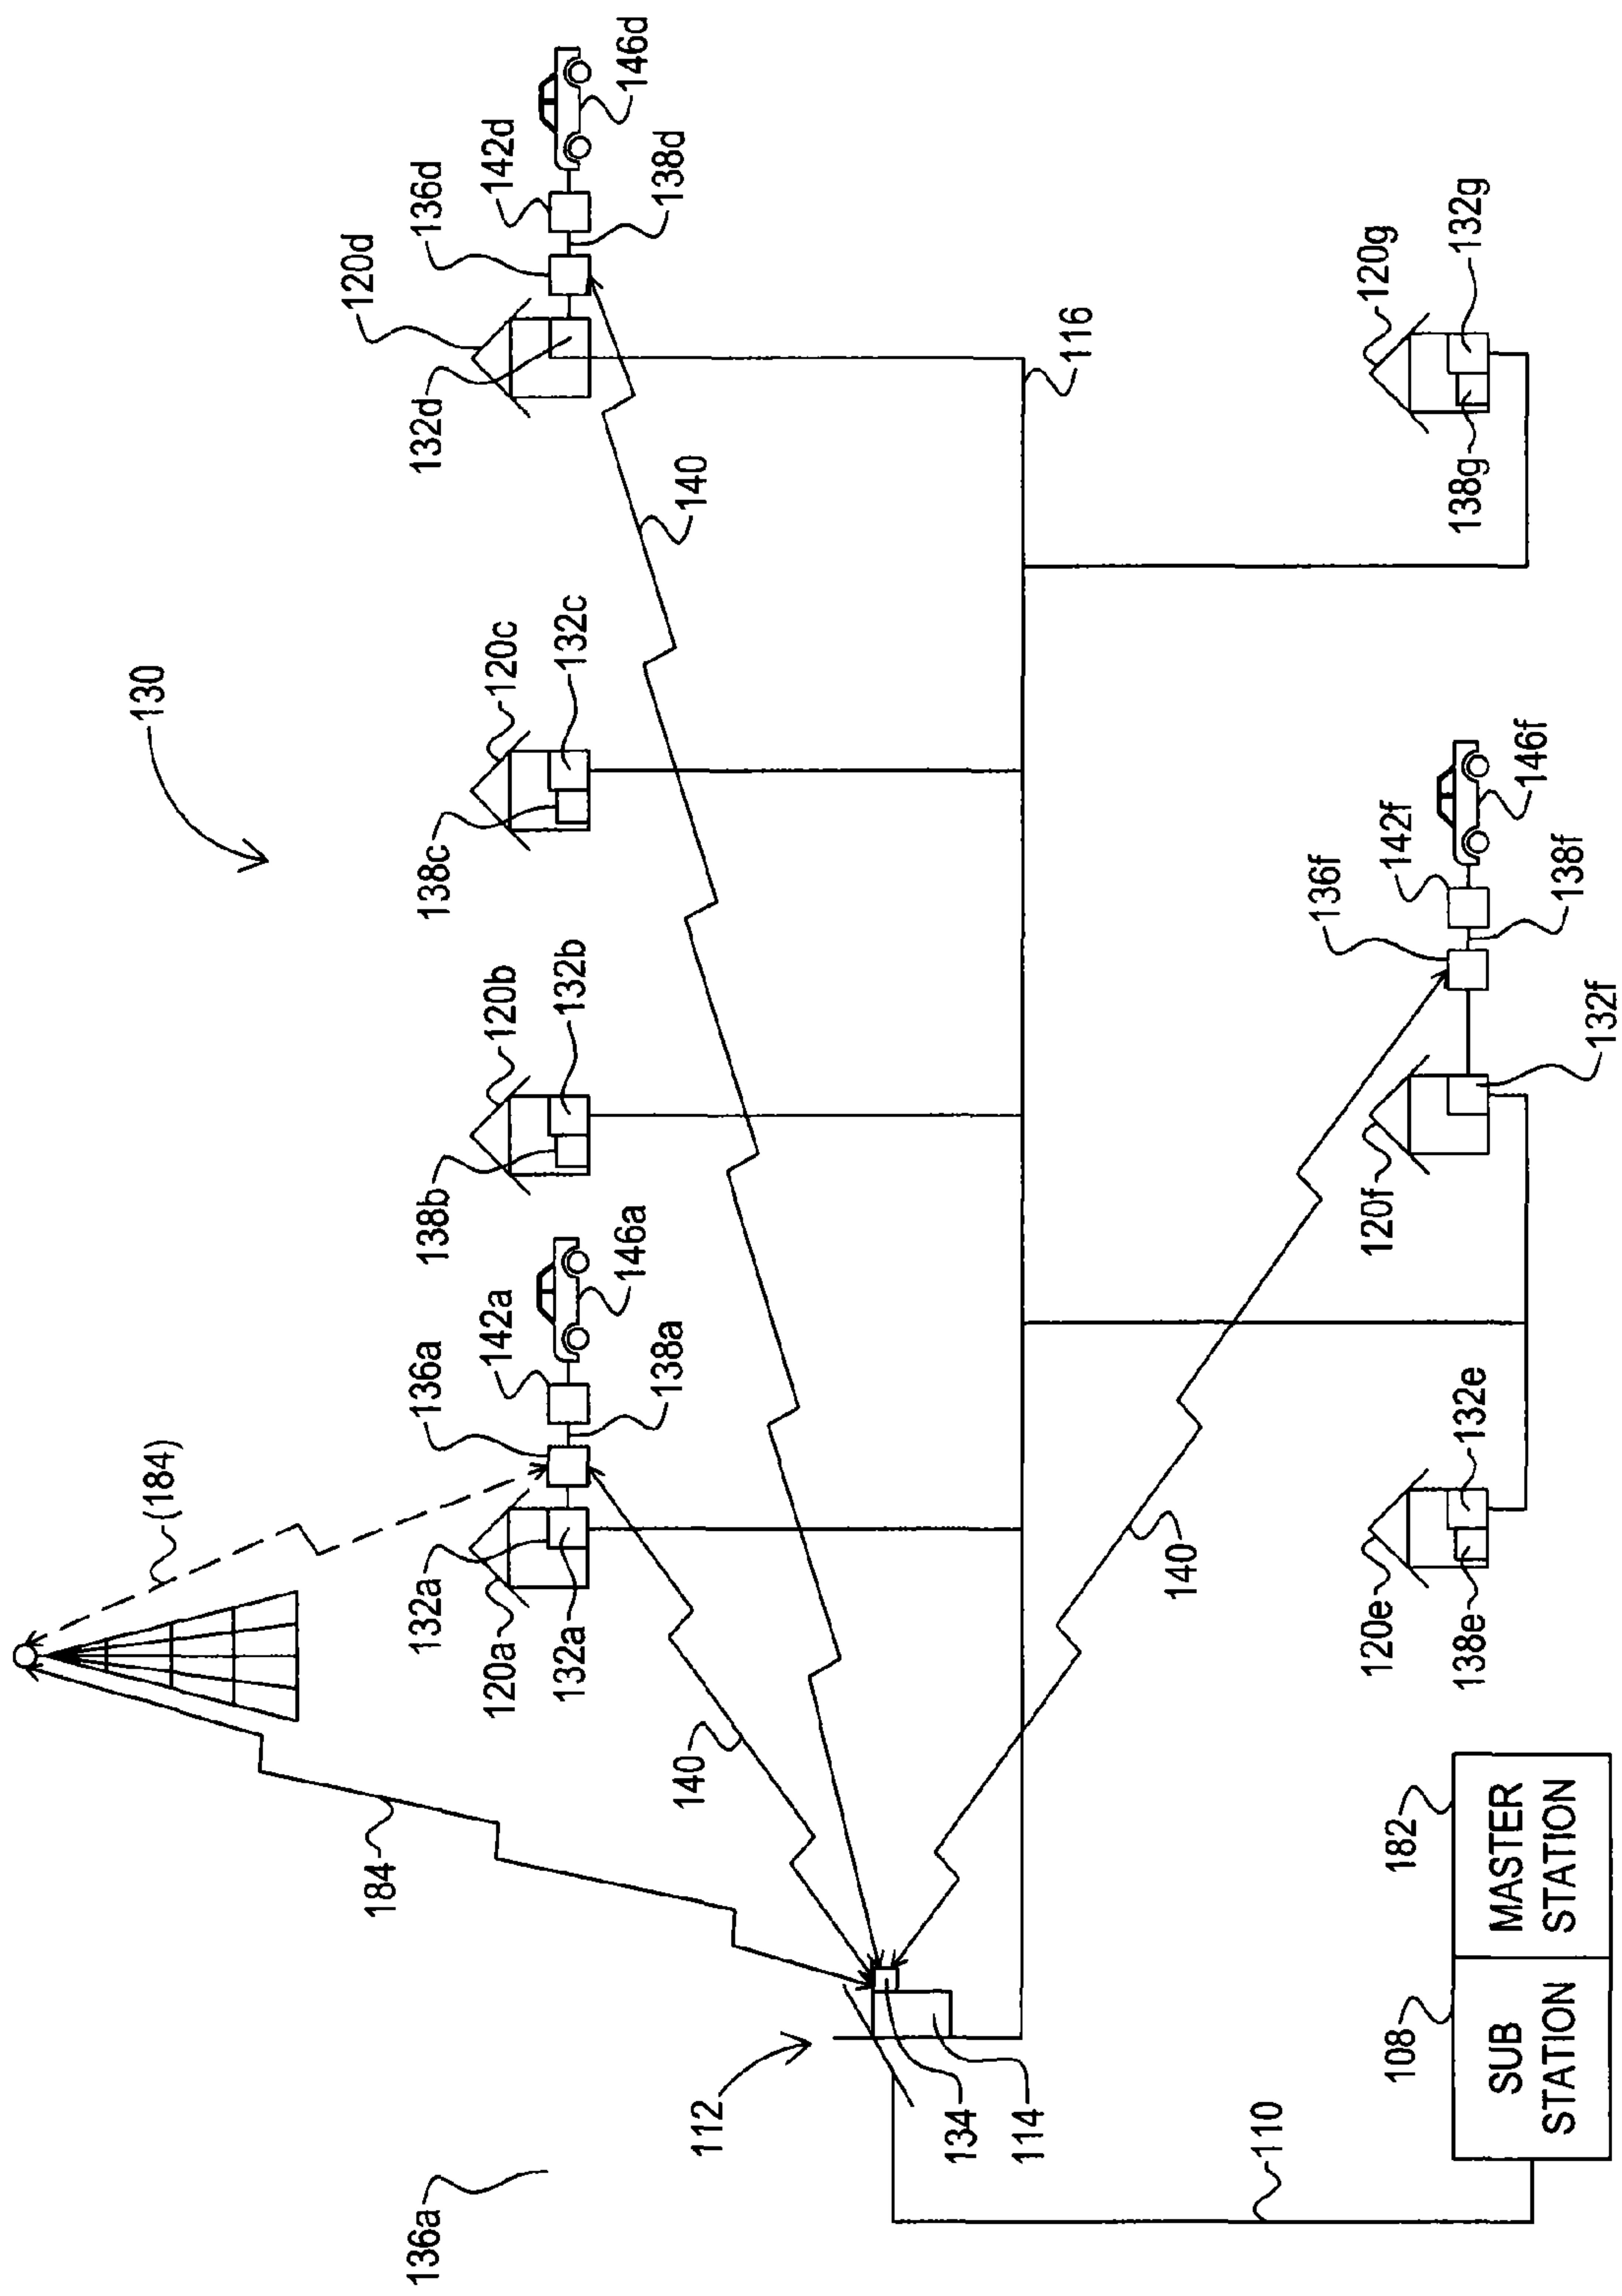 130
(184)
184
136a
112
134
114
110
108
SUB
STATION
182
MASTER
STATION
140
140
140
116
120a
132a
132a
136a
142a
138a
146a
120b
132b
138b
120c
132c
138c
120d
132d
136d
142d
138d
146d
120e
132e
138e
120f
132f
136f
142f
138f
146f
120g
132g
138g